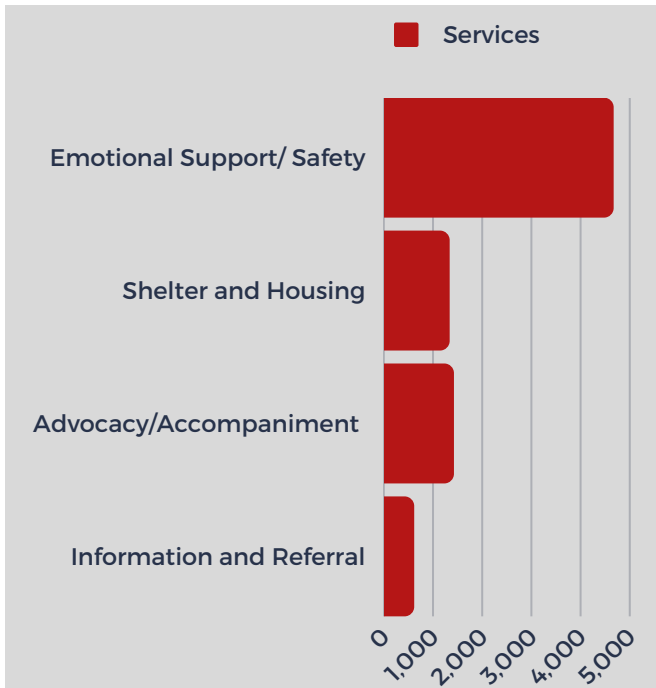 Services
Emotional Support/ Safety
Shelter and Housing
Advocacy/Accompaniment
Information and Referral
0
1,000
2,000
3,000
4,000
5,000